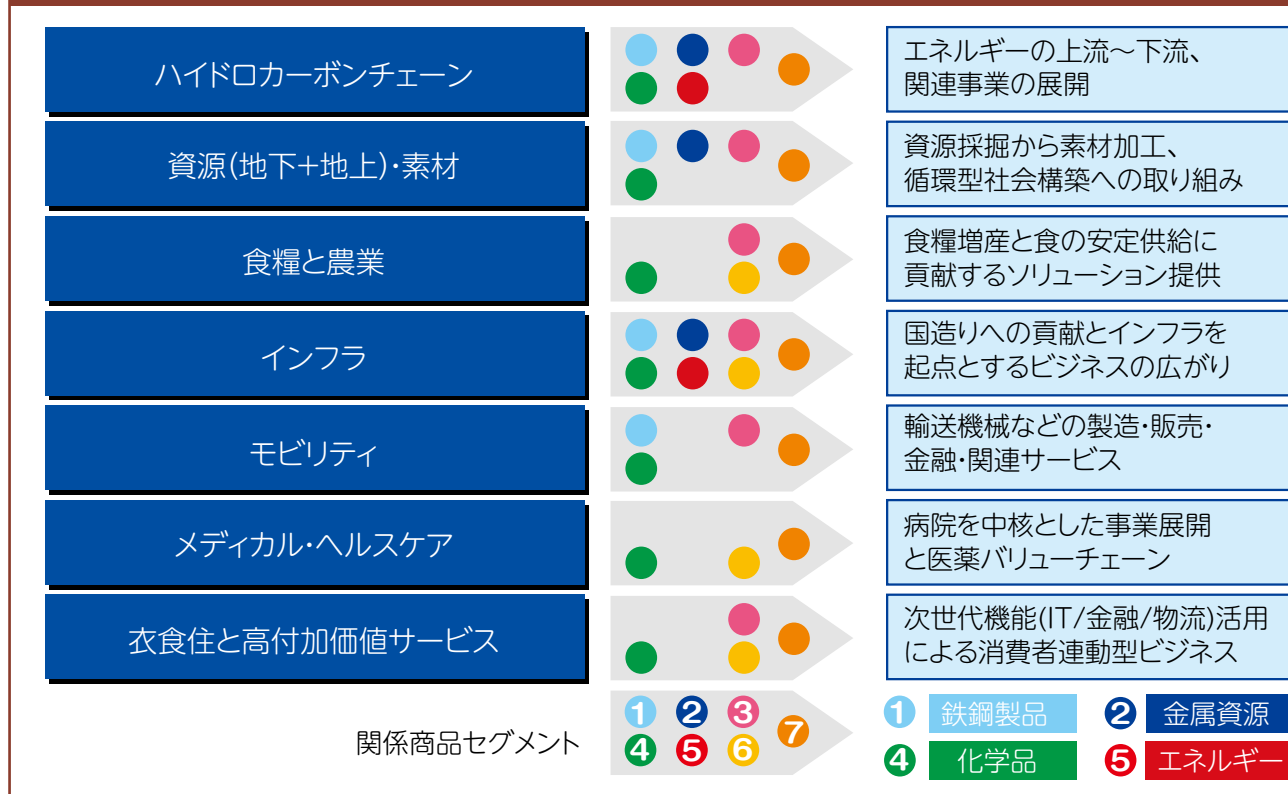 ハイドロカーボンチェーン
エネルギーの上流～下流、
関連事業の展開
資源(地下+地上)・素材
資源採掘から素材加工、
循環型社会構築への取り組み
食糧と農業
食糧増産と食の安定供給に
貢献するソリューション提供
インフラ
国造りへの貢献とインフラを
起点とするビジネスの広がり
モビリティ
輸送機械などの製造・販売・
金融・関連サービス
メディカル・ヘルスケア
病院を中核とした事業展開
と医薬バリューチェーン
衣食住と高付加価値サービス
次世代機能(IT/金融/物流)活用
による消費者連動型ビジネス
関係商品セグメント
1 2 3
7
4 5 6
1 鉄鋼製品 2 金属資源
4 化学品 5 エネルギー